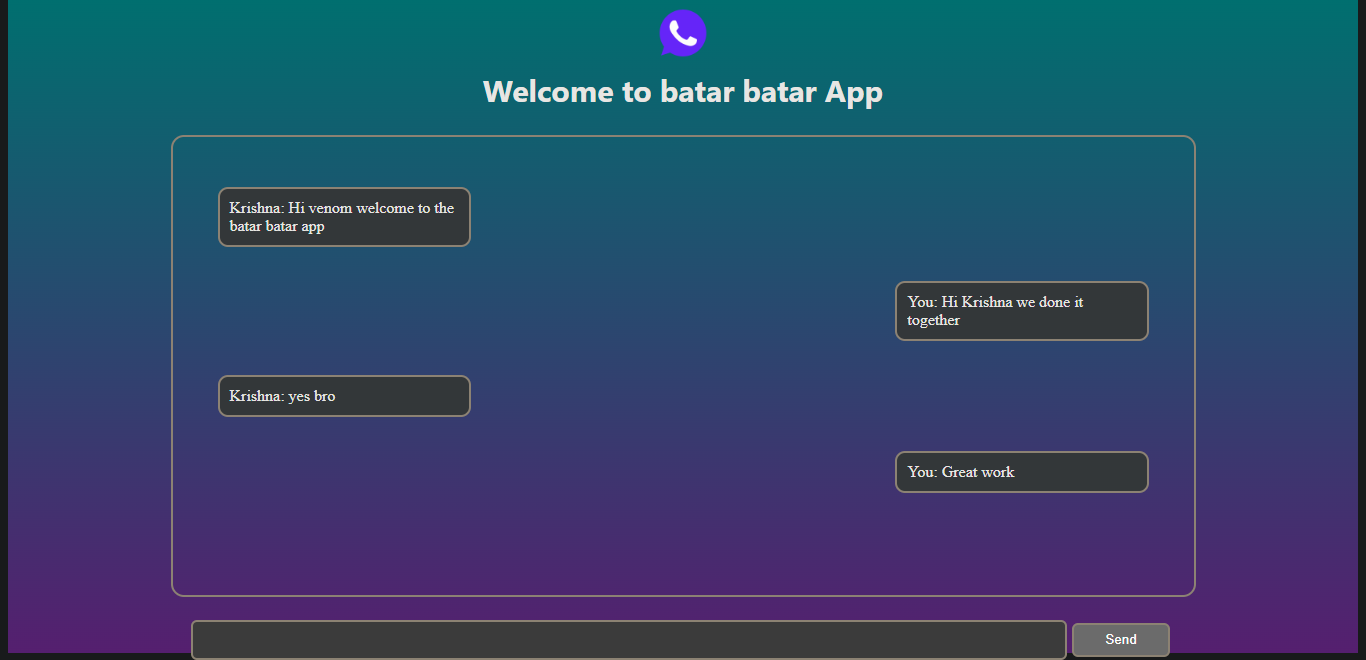 Welcome to batar batar App
Krishna: Hi venom welcome to the
batar batar app
You: Hi Krishna we done it
together
Krishna: yes bro
You: Great work
Send